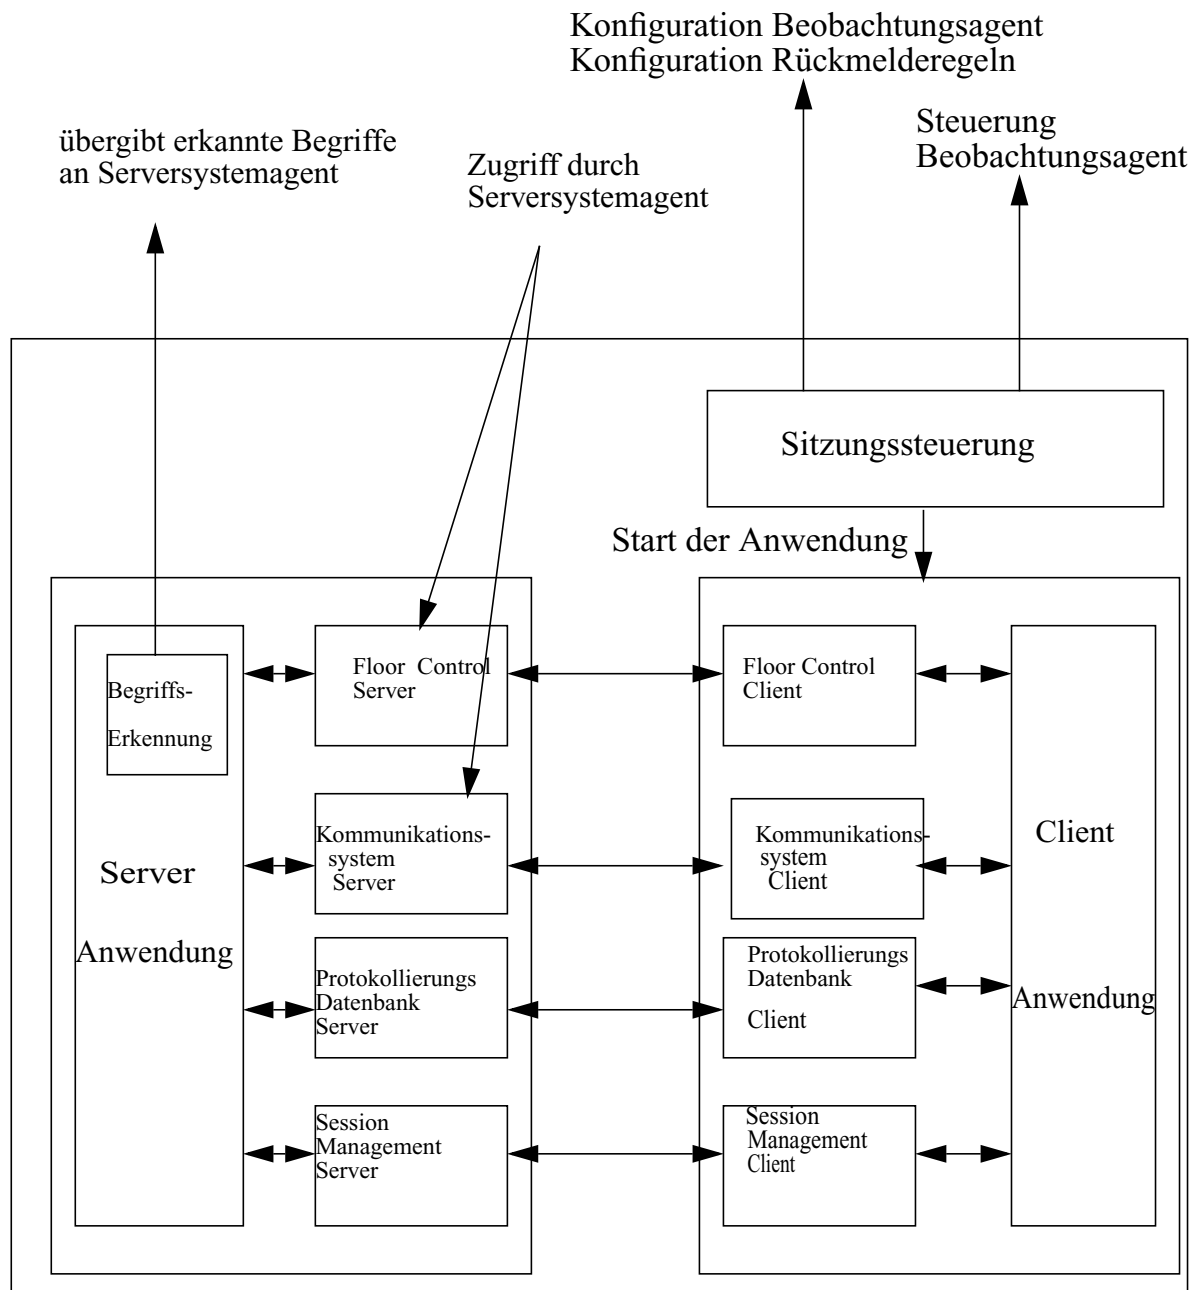 Konfiguration Beobachtungsagent
Konfiguration Rückmelderegeln
Steuerung
Beobachtungsagent
übergibt erkannte Begriffe
an Serversystemagent
Zugriff durch
Serversystemagent
Sitzungssteuerung
Start der Anwendung
Begriffs-
Erkennung
Server
Anwendung
Floor Control
Server
Kommunikations-
system
Server
Protokollierungs
Datenbank
Server
Session
Management
Server
Floor Control
Client
Kommunikations-
system
Client
Protokollierungs
Datenbank
Client
Session
Management
Client
Client
Anwendung